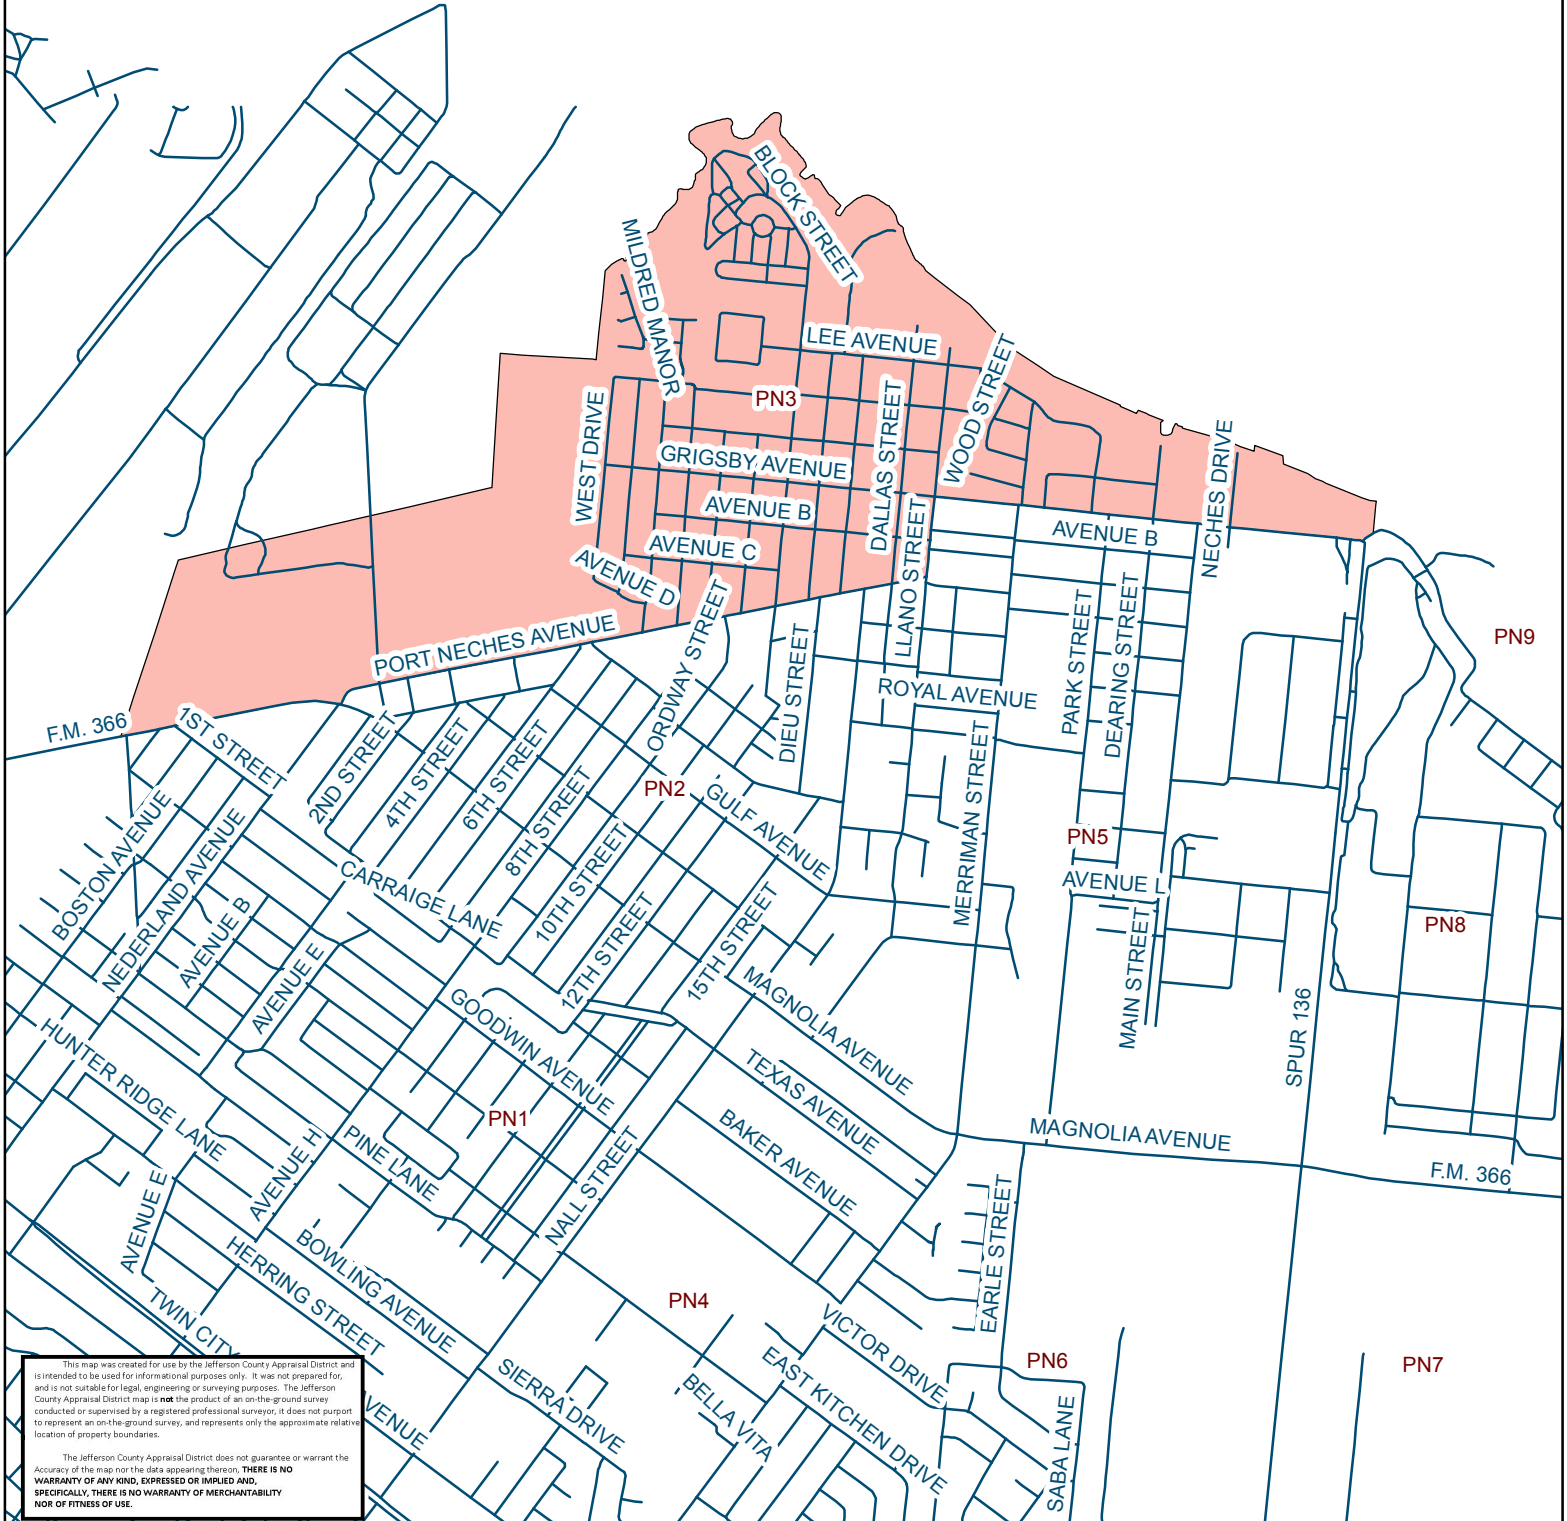 BLOCK STREET
MILDRED MANOR
LEE AVENUE
WOOD STREET
PN3
DALLAS STREET
WEST DRIVE
GRIGSBY AVENUE
NECHES DRIVE
AVENUE B
AVENUE B
AVENUE C
LLANO STREET
AVENUE D
PORT NECHES AVENUE
ORDWAY STREET
DIEU STREET
PARK STREET
DEARING STREET
PN9
ROYAL AVENUE
F.M. 366
1ST STREET
2ND STREET
4TH STREET
6TH STREET
8TH STREET
PN2
GULF AVENUE
MERRIMAN STREET
PN5
AVENUE L
BOSTON AVENUE
NEDERLAND AVENUE
AVENUE B
AVENUE E
CARRAIGE LANE
10TH STREET
12TH STREET
15TH STREET
MAIN STREET
PN8
SPUR 136
MAGNOLIA AVENUE
GOODWIN AVENUE
TEXAS AVENUE
BAKER AVENUE
HUNTER RIDGE LANE
PN1
AVENUE H
PINE LANE
NALL STREET
MAGNOLIA AVENUE
F.M. 366
AVENUE E
EARLE STREET
HERRING STREET
BOWLING AVENUE
TWIN CITY
PN4
VICTOR DRIVE
PN6
PN7
SIERRA DRIVE
BELLA VITA
EAST KITCHEN DRIVE
SABA LANE
VENUE
This map was created for use by the Jefferson County Appraisal District and
is intended to be used for informational purposes only. It was not prepared for,
and is not suitable for legal, engineering or surveying purposes. The Jefferson
County Appraisal District map is not the product of an on-the-ground survey
conducted or supervised by a registered professional surveyor, it does not purport
to represent an on-the-ground survey, and represents only the approximate relative
location of property boundaries.
The Jefferson County Appraisal District does not guarantee or warrant the
Accuracy of the map nor the data appearing thereon, THERE IS NO
WARRANTY OF ANY KIND, EXPRESSED OR IMPLIED AND,
SPECIFICALLY, THERE IS NO WARRANTY OF MERCHANTABILITY
NOR OF FITNESS OF USE.